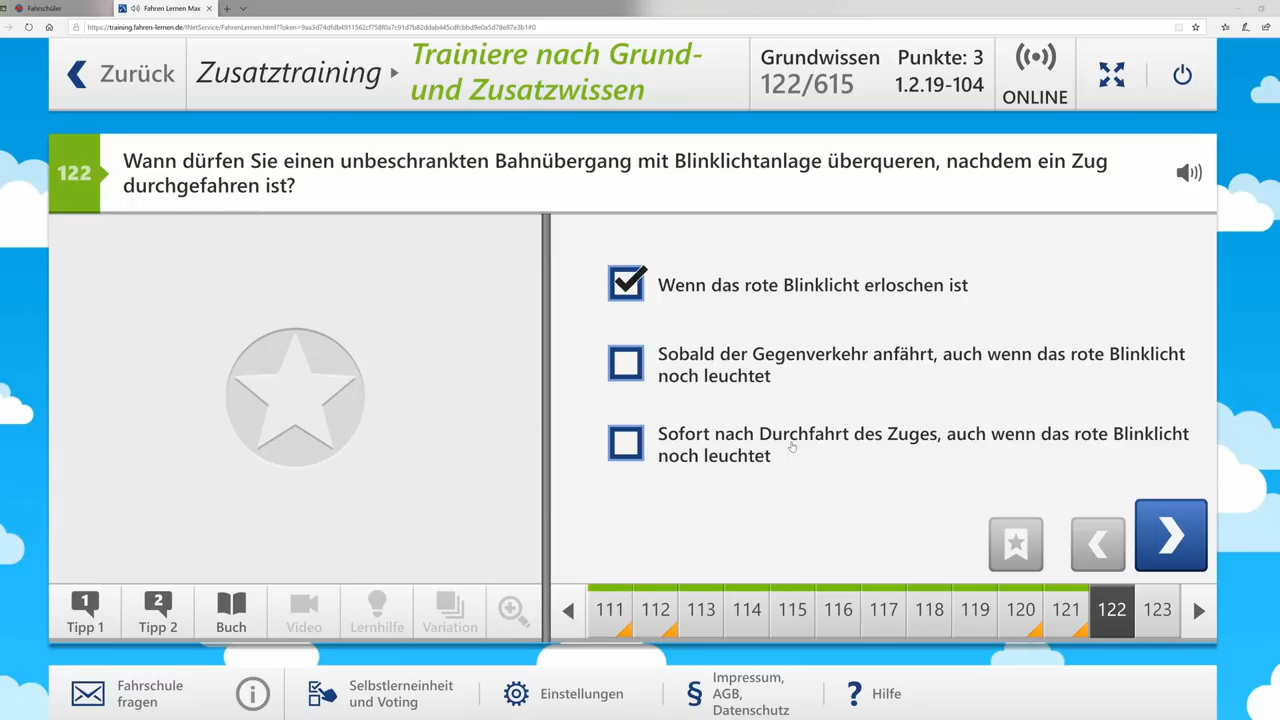 Fahrschüler
Fahren Lernen Max
Zurück
Zusatztraining
Trainiere nach Grund-
und Zusatzwissen
Grundwissen
122/615
Punkte: 3
1.2.19-104
ONLINE
122
Wann dürfen Sie einen unbeschrankten Bahnübergang mit Blinklichtanlage überqueren, nachdem ein Zug
durchgefahren ist?
Wenn das rote Blinklicht erloschen ist
Sobald der Gegenverkehr anfährt, auch wenn das rote Blinklicht
noch leuchtet
Sofort nach Durchfahrt des Zuges, auch wenn das rote Blinklicht
noch leuchtet
1
Tipp 1
2
Tipp 2
Buch
Video
Lernhilfe
Variation
111 112 113 114 115 116 117 118 119 120 121 122 123
Fahrschule
fragen
Selbstlerneinheit
und Voting
Einstellungen
§
Impressum,
AGB,
Datenschutz
?
Hilfe